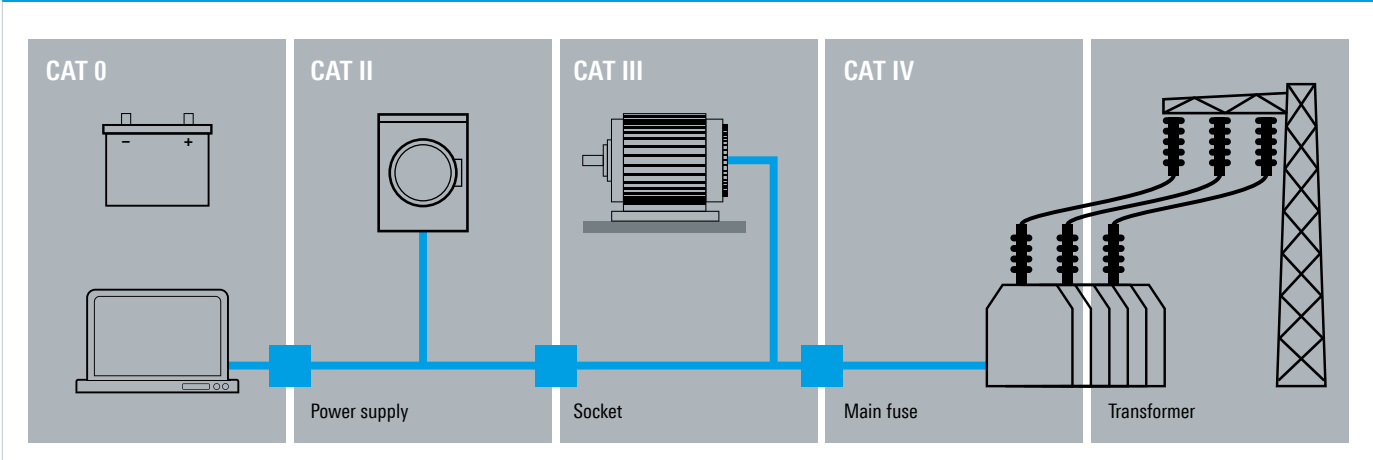 CAT 0
CAT II
CAT III
CAT IV
− +
Power supply
Socket
Main fuse
Transformer